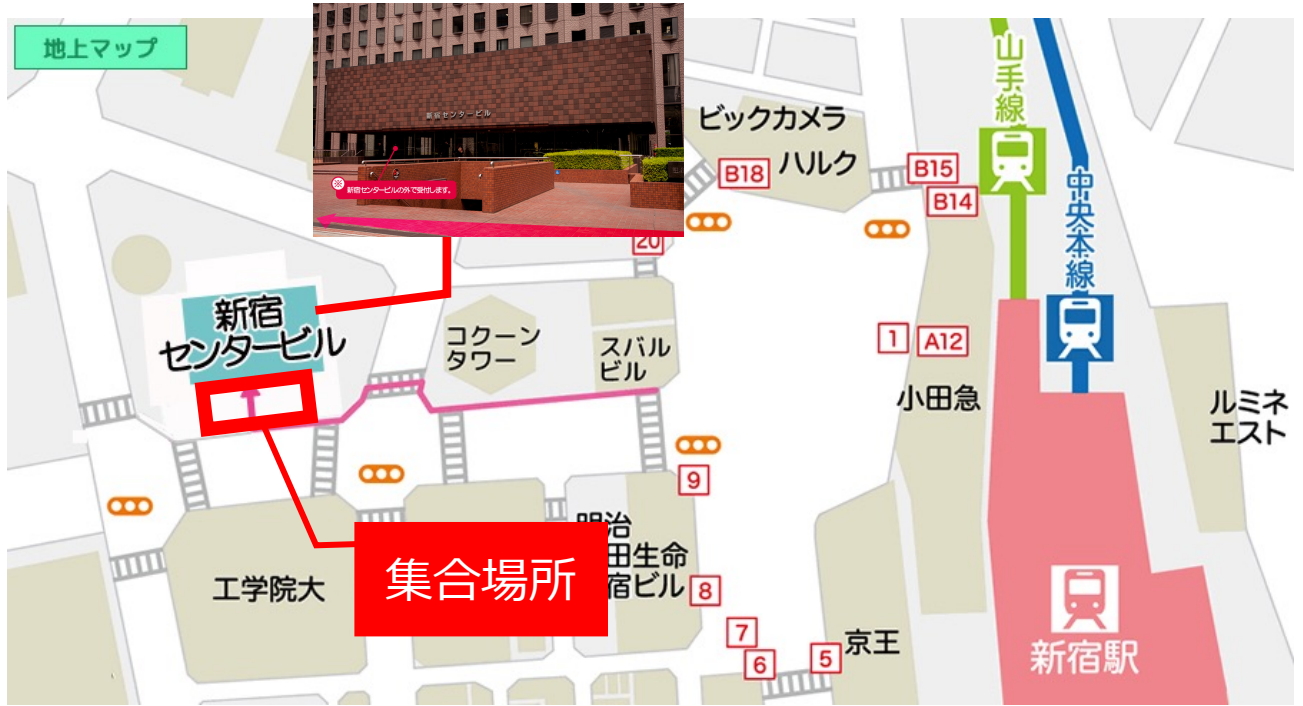 地上マップ
新宿センタービル
※
新宿センタービルの外で受付します。
山手線
中央本線
ビックカメラ
ハルク
B18
B15
B14
20
新宿
センタービル
コクーン
タワー
スバル
ビル
1
A12
小田急
ルミネ
エスト
9
明治
田生命
宿ビル
8
工学院大
集合場所
7
6
5
京王
新宿駅